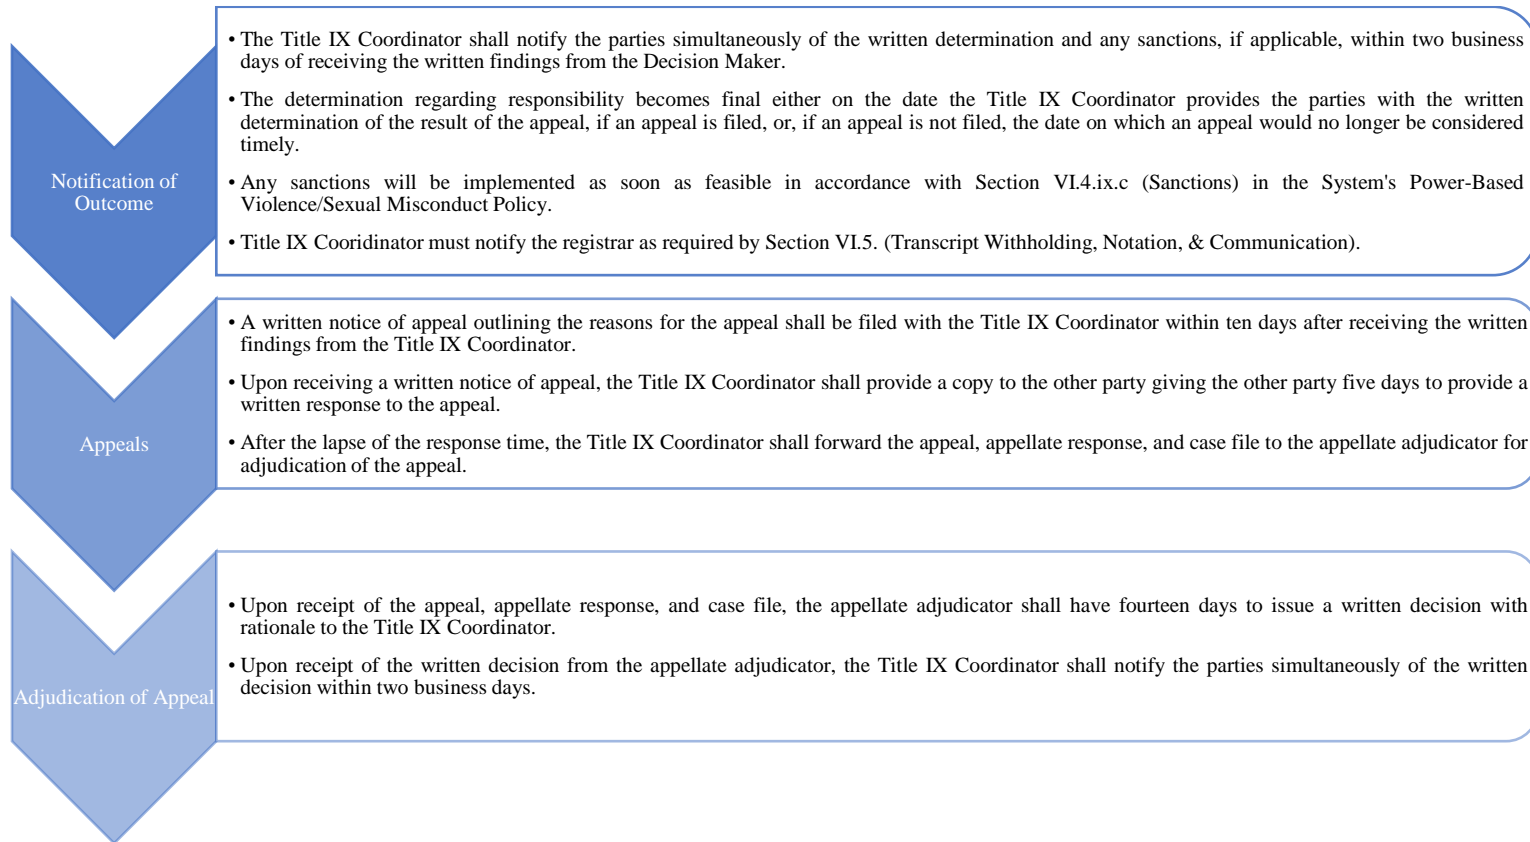 Notification of
Outcome
• The Title IX Coordinator shall notify the parties simultaneously of the written determination and any sanctions, if applicable, within two business
days of receiving the written findings from the Decision Maker.
• The determination regarding responsibility becomes final either on the date the Title IX Coordinator provides the parties with the written
determination of the result of the appeal, if an appeal is filed, or, if an appeal is not filed, the date on which an appeal would no longer be considered
timely.
• Any sanctions will be implemented as soon as feasible in accordance with Section VI.4.ix.c (Sanctions) in the System's Power-Based
Violence/Sexual Misconduct Policy.
• Title IX Cooridinator must notify the registrar as required by Section VI.5. (Transcript Withholding, Notation, & Communication).
Appeals
• A written notice of appeal outlining the reasons for the appeal shall be filed with the Title IX Coordinator within ten days after receiving the written
findings from the Title IX Coordinator.
• Upon receiving a written notice of appeal, the Title IX Coordinator shall provide a copy to the other party giving the other party five days to provide a
written response to the appeal.
• After the lapse of the response time, the Title IX Coordinator shall forward the appeal, appellate response, and case file to the appellate adjudicator for
adjudication of the appeal.
Adjudication of Appeal
• Upon receipt of the appeal, appellate response, and case file, the appellate adjudicator shall have fourteen days to issue a written decision with
rationale to the Title IX Coordinator.
• Upon receipt of the written decision from the appellate adjudicator, the Title IX Coordinator shall notify the parties simultaneously of the written
decision within two business days.